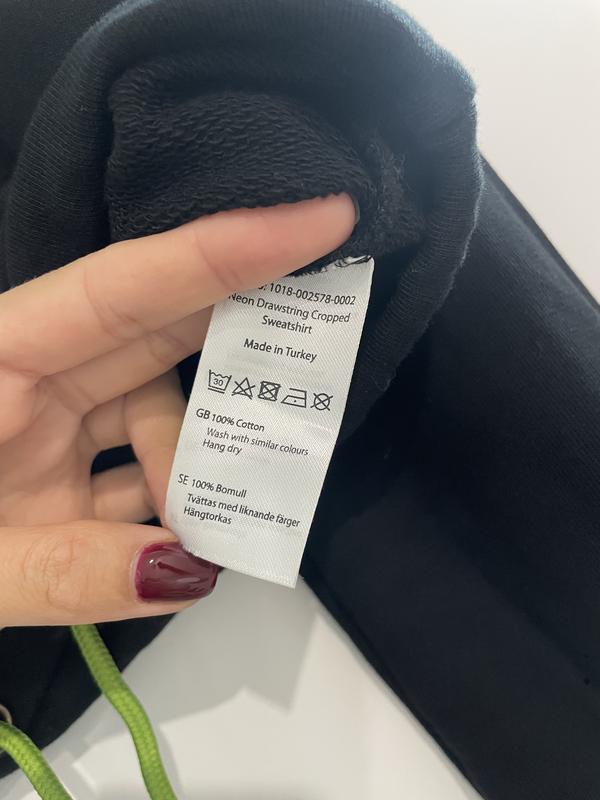 1018-002578-0002
Neon Drawstring Cropped
Sweatshirt
Made in Turkey
30
GB 100% Cotton
Wash with similar colours
Hang dry
SE 100% Bomull
Tvättas med liknande färger
Hängtorkas